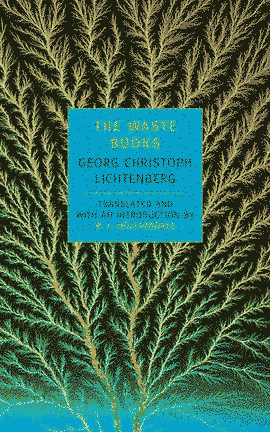 THE WASTE
BOOKS
GEORG CHRISTOPH
LICHTENBERG
TRANSLATED AND
WITH AN INTRODUCTION BY
R. J. HOLLINGDALE